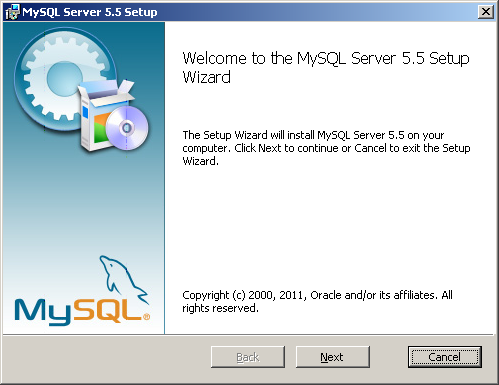 MySQL Server 5.5 Setup
Welcome to the MySQL Server 5.5 Setup
Wizard
The Setup Wizard will install MySQL Server 5.5 on your
computer. Click Next to continue or Cancel to exit the Setup
Wizard.
MySQL®
Copyright (c) 2000, 2011, Oracle and/or its affiliates. All
rights reserved.
Back
Next
Cancel